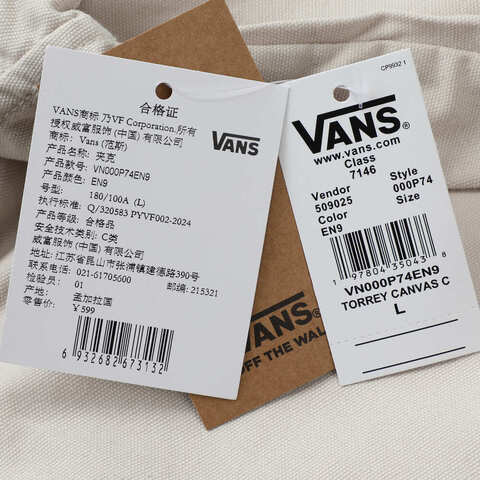 合格证
VANS商标 乃VF Corporation.所有
授权威富服饰(中国)有限公司
商标: Vans (范斯)
产品名称: 夹克
产品款号: VN000P74EN9
产品颜色: EN9
号型: 180/100A (L)
执行标准: Q/320583 PYVF002-2024
产品等级: 合格品
安全技术类别: C类
威富服饰(中国)有限公司
地址:江苏省昆山市张浦镇建德路390号
联系电话: 021-61705600 邮编: 215321
检验员: 01
产地: 孟加拉国
零售价: ¥599
6 932682 673132
VANS
VANS
OFF THE WALL
CP9502 1
VANS®
www.vans.com
Class
7146
Vendor Style
509025 000P74
Color Size
EN9
1 97804 35043 8
VN000P74EN9
TORREY CANVAS C
L